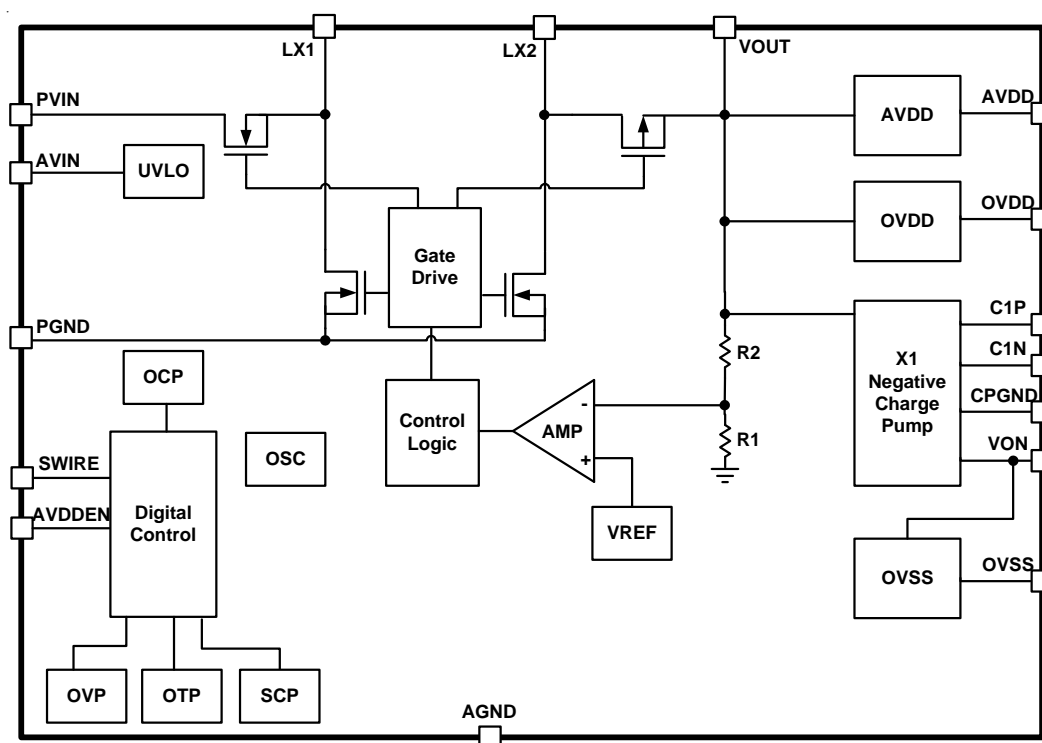 LX1
LX2
VOUT
PVIN
AVDD
AVDD
AVIN
UVLO
OVDD
OVDD
Gate
Drive
PGND
C1P
C1N
CPGND
VON
X1
Negative
Charge
Pump
R2
R1
OCP
Control
Logic
-
AMP
+
OSC
SWIRE
AVDDEN
Digital
Control
VREF
OVSS
OVSS
OVP
OTP
SCP
AGND